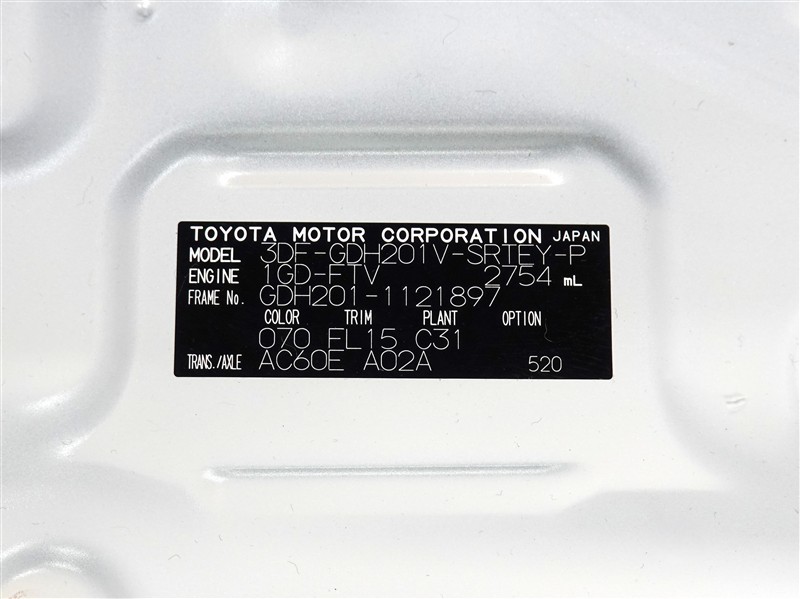 TOYOTA MOTOR CORPORATION JAPAN
MODEL 3DF-GDH201V-SRTEY-P
ENGINE 1GD-FTV 2754 mL
FRAME No. GDH201-1121897
COLOR TRIM PLANT OPTION
070 FL15 C31
TRANS./AXLE AC60E A02A 520